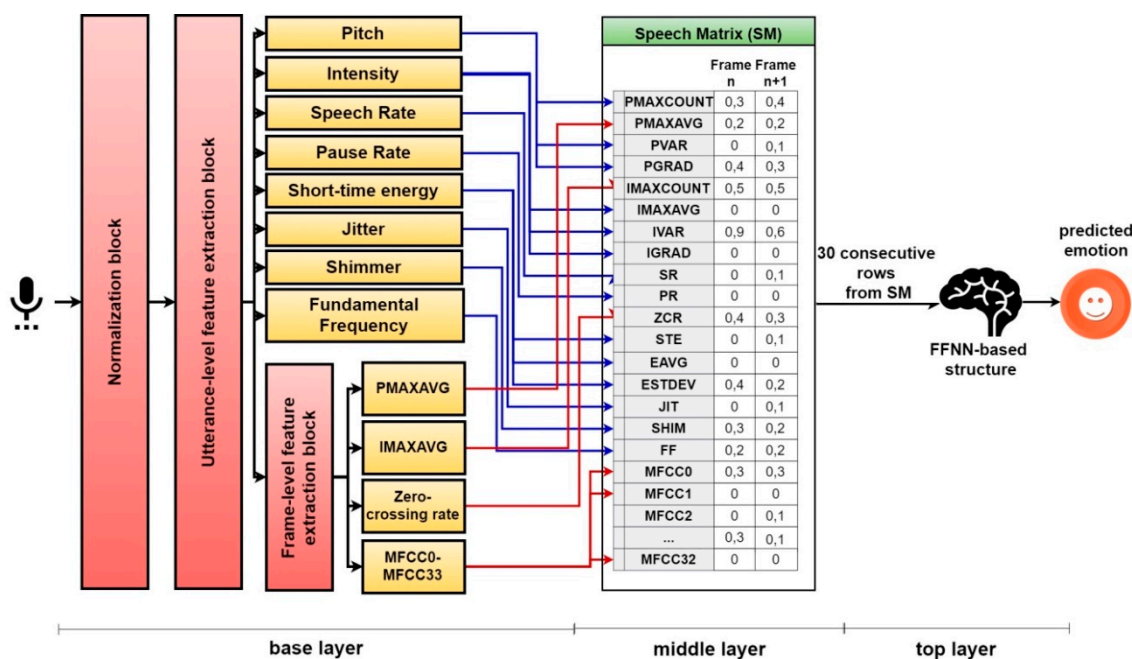 Normalization block
Utterance-level feature extraction block
Pitch
Intensity
Speech Rate
Pause Rate
Short-time energy
Jitter
Shimmer
Fundamental
Frequency
Frame-level feature
extraction block
PMAXAVG
IMAXAVG
Zero-
crossing rate
MFCC0-
MFCC33
Speech Matrix (SM)
Frame Frame
n n+1
PMAXCOUNT 0,3 0,4
PMAXAVG 0,2 0,2
PVAR 0 0,1
PGRAD 0,4 0,3
IMAXCOUNT 0,5 0,5
IMAXAVG 0 0
IVAR 0,9 0,6
IGRAD 0 0
SR 0 0,1
PR 0 0
ZCR 0,4 0,3
STE 0 0,1
EAVG 0 0
ESTDEV 0,4 0,2
JIT 0 0,1
SHIM 0,3 0,2
FF 0,2 0,2
MFCC0 0,3 0,3
MFCC1 0 0
MFCC2 0 0,1
... 0,3 0,1
MFCC32 0 0
30 consecutive
rows
from SM
FFNN-based
structure
predicted
emotion
base layer
middle layer
top layer